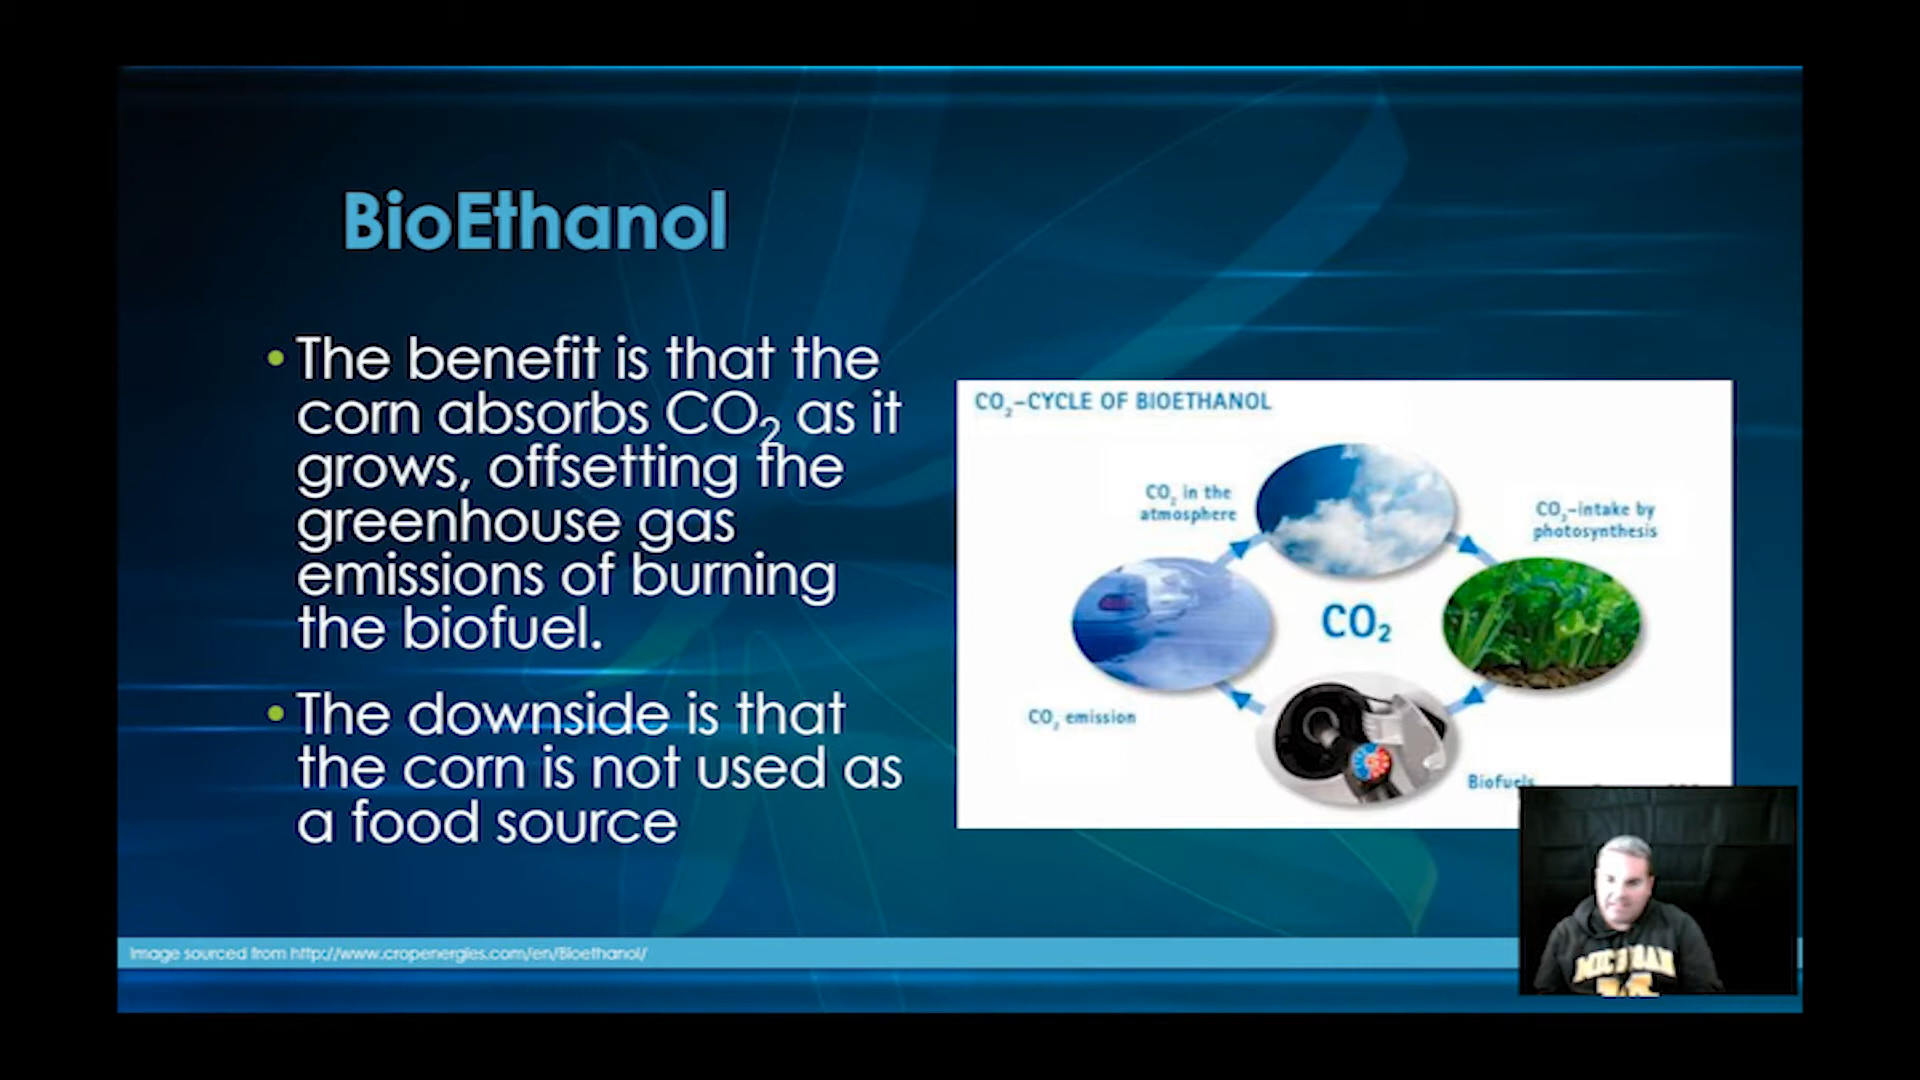 BioEthanol
• The benefit is that the
corn absorbs CO₂ as it
grows, offsetting the
greenhouse gas
emissions of burning
the biofuel.
• The downside is that
the corn is not used as
a food source
CO₂-CYCLE OF BIOETHANOL
CO₂ in the
atmosphere
CO₂-intake by
photosynthesis
CO₂
CO₂ emission
Biofuels
Image sourced from http://www.cropenergies.com/en/Bioethanol/
MICHIGAN